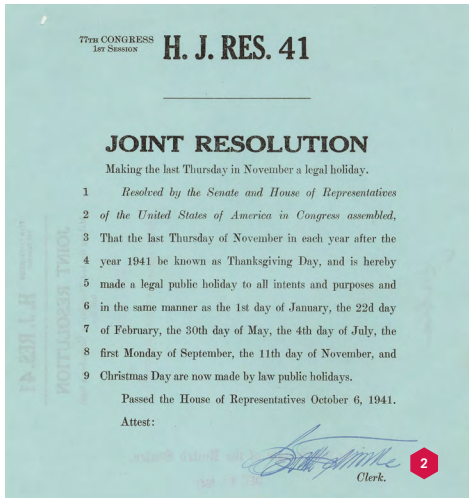 77TH CONGRESS
1ST SESSION
H. J. RES. 41
JOINT RESOLUTION
Making the last Thursday in November a legal holiday.
1 Resolved by the Senate and House of Representatives
2 of the United States of America in Congress assembled,
3 That the last Thursday of November in each year after the
4 year 1941 be known as Thanksgiving Day, and is hereby
5 made a legal public holiday to all intents and purposes and
6 in the same manner as the 1st day of January, the 22d day
7 of February, the 30th day of May, the 4th day of July, the
8 first Monday of September, the 11th day of November, and
9 Christmas Day are now made by law public holidays.
Passed the House of Representatives October 6, 1941.
Attest:
2
Clerk.